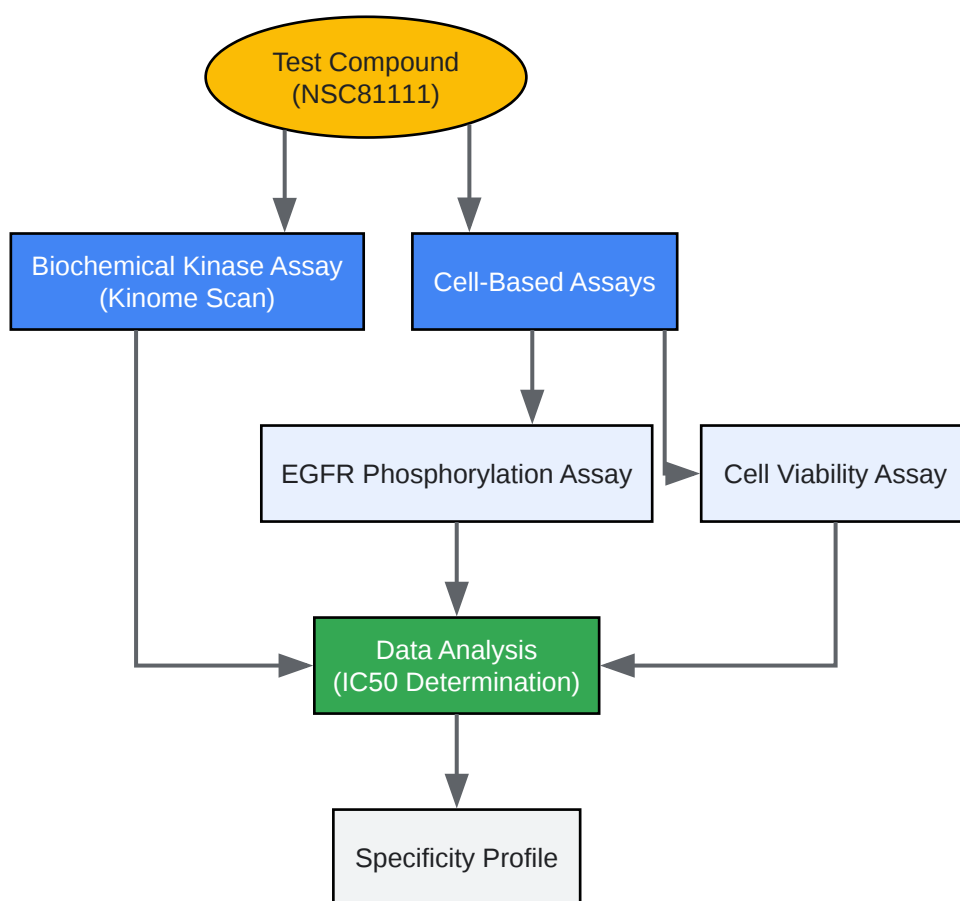 Test Compound
(NSC81111)
Biochemical Kinase Assay
(Kinome Scan)
Cell-Based Assays
EGFR Phosphorylation Assay
Cell Viability Assay
Data Analysis
(IC50 Determination)
Specificity Profile